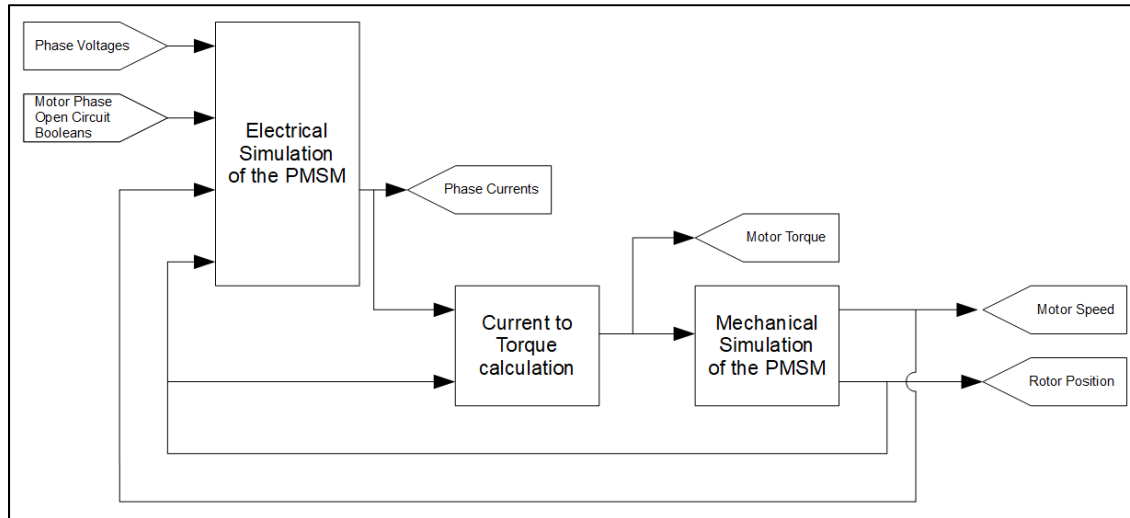 Phase Voltages
Motor Phase
Open Circuit
Booleans
Electrical
Simulation
of the PMSM
Phase Currents
Motor Torque
Current to
Torque
calculation
Mechanical
Simulation
of the PMSM
Motor Speed
Rotor Position